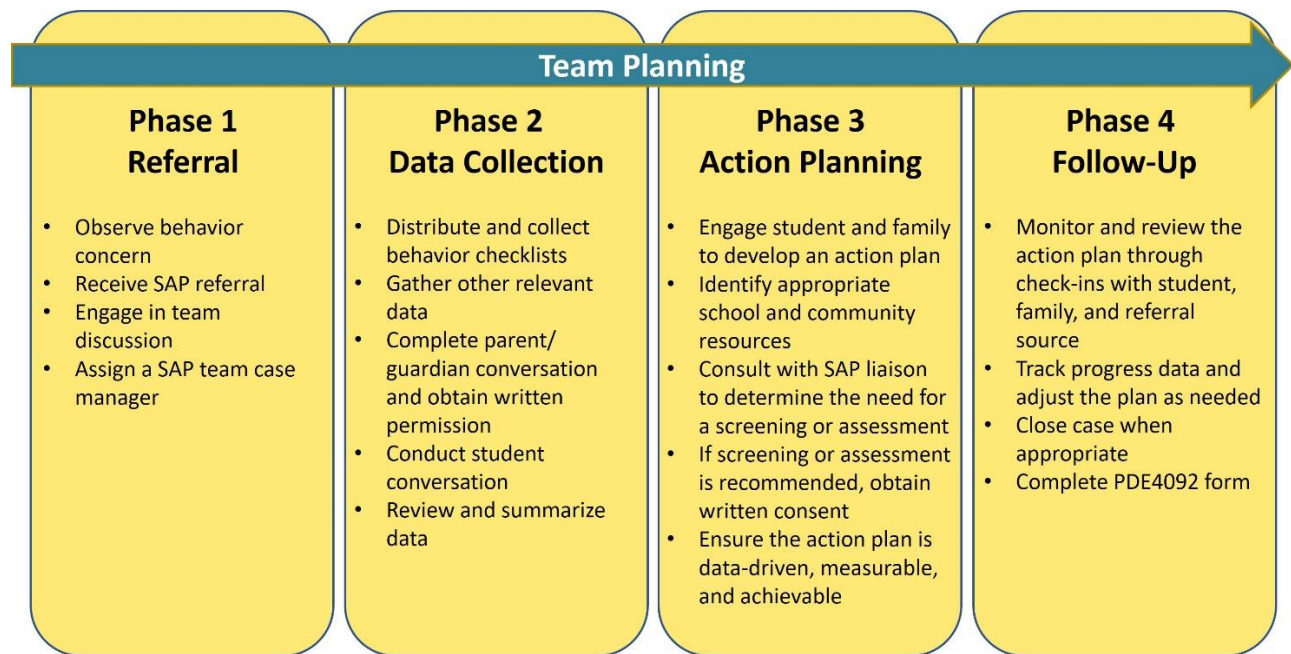 Team Planning
Phase 1
Referral
• Observe behavior
concern
• Receive SAP referral
• Engage in team
discussion
• Assign a SAP team case
manager
Phase 2
Data Collection
• Distribute and collect
behavior checklists
• Gather other relevant
data
• Complete parent/
guardian conversation
and obtain written
permission
• Conduct student
conversation
• Review and summarize
data
Phase 3
Action Planning
• Engage student and family
to develop an action plan
• Identify appropriate
school and community
resources
• Consult with SAP liaison
to determine the need for
a screening or assessment
• If screening or assessment
is recommended, obtain
written consent
• Ensure the action plan is
data-driven, measurable,
and achievable
Phase 4
Follow-Up
• Monitor and review the
action plan through
check-ins with student,
family, and referral
source
• Track progress data and
adjust the plan as needed
• Close case when
appropriate
• Complete PDE4092 form